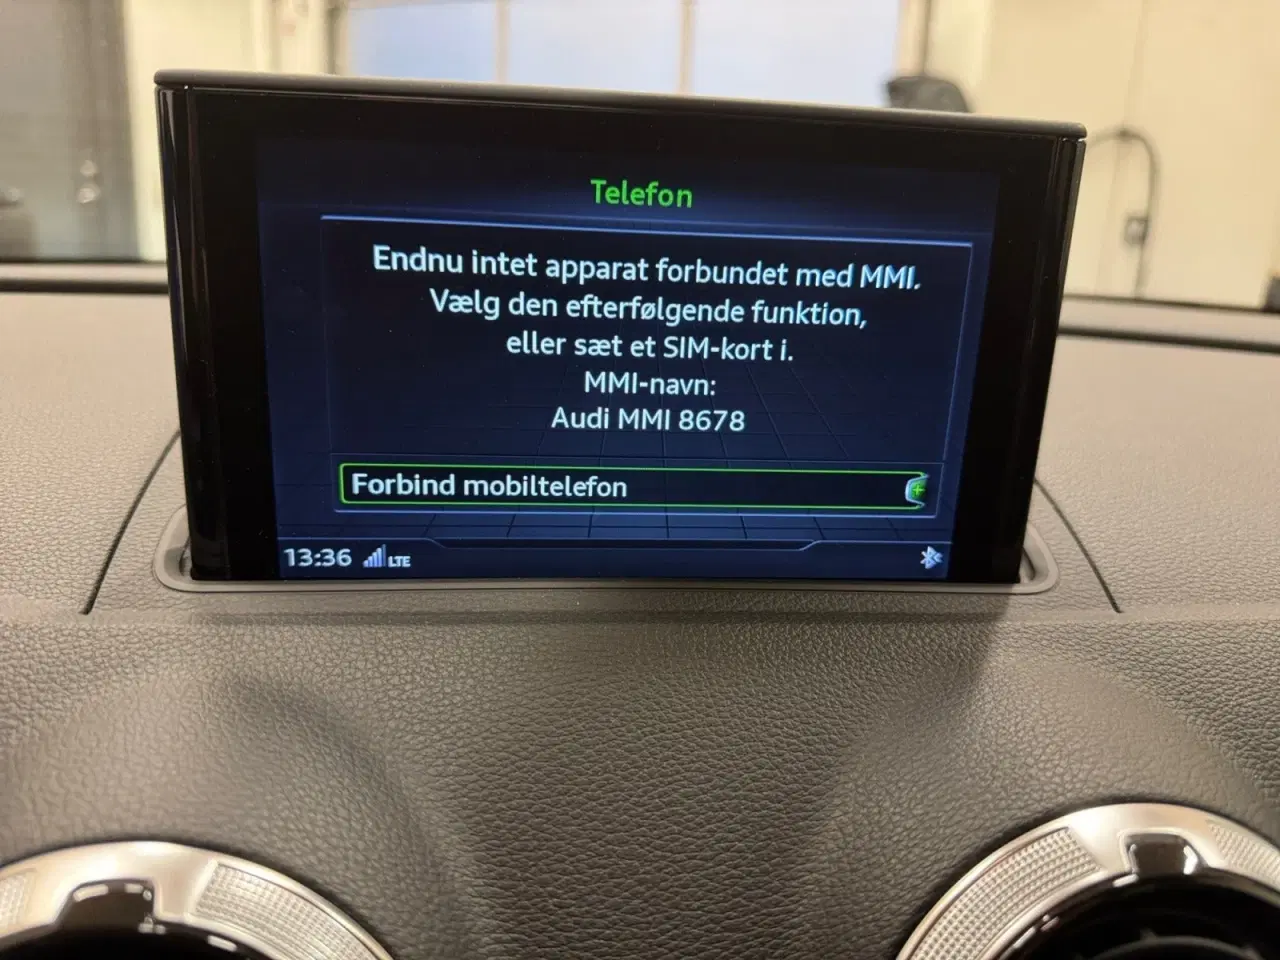 Telefon
Endnu intet apparat forbundet med MMI.
Vælg den efterfølgende funktion,
eller sæt et SIM-kort i.
MMI-navn:
Audi MMI 8678
Forbind mobiltelefon
13:36 LTE